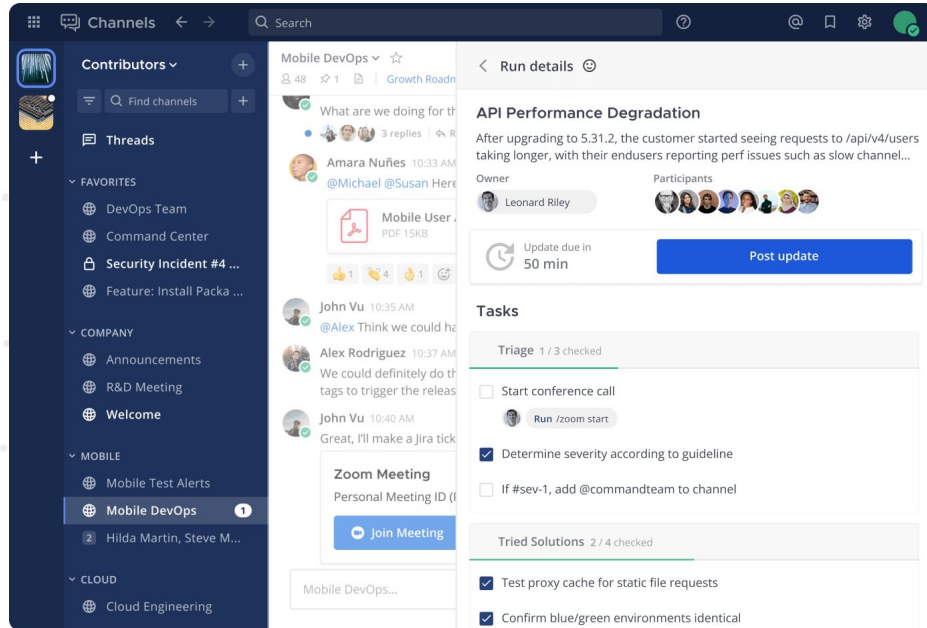 Channels
Search
Contributors
Find channels
Threads
FAVORITES
DevOps Team
Command Center
Security Incident #4 ...
Feature: Install Packa ...
COMPANY
Announcements
R&D Meeting
Welcome
MOBILE
Mobile Test Alerts
Mobile DevOps 1
2 Hilda Martin, Steve M...
CLOUD
Cloud Engineering
Mobile DevOps
48 1 Growth Roadm
What are we doing for th
3 replies R
Amara Nuñes 10:33 AM
@Michael @Susan Here
Mobile User
PDF 15KB
1 4 1
John Vu 10:35 AM
@Alex Think we could ha
Alex Rodriguez 10:37 AM
We could definitely do th
tags to trigger the releas
John Vu 10:40 AM
Great, I'll make a Jira tick
Zoom Meeting
Personal Meeting ID (
Join Meeting
Mobile DevOps...
Run details
API Performance Degradation
After upgrading to 5.31.2, the customer started seeing requests to /api/v4/users
taking longer, with their endusers reporting perf issues such as slow channel...
Owner
Leonard Riley
Participants
Update due in
50 min
Post update
Tasks
Triage 1 / 3 checked
Start conference call
Run /zoom start
Determine severity according to guideline
If #sev-1, add @commandteam to channel
Tried Solutions 2 / 4 checked
Test proxy cache for static file requests
Confirm blue/green environments identical